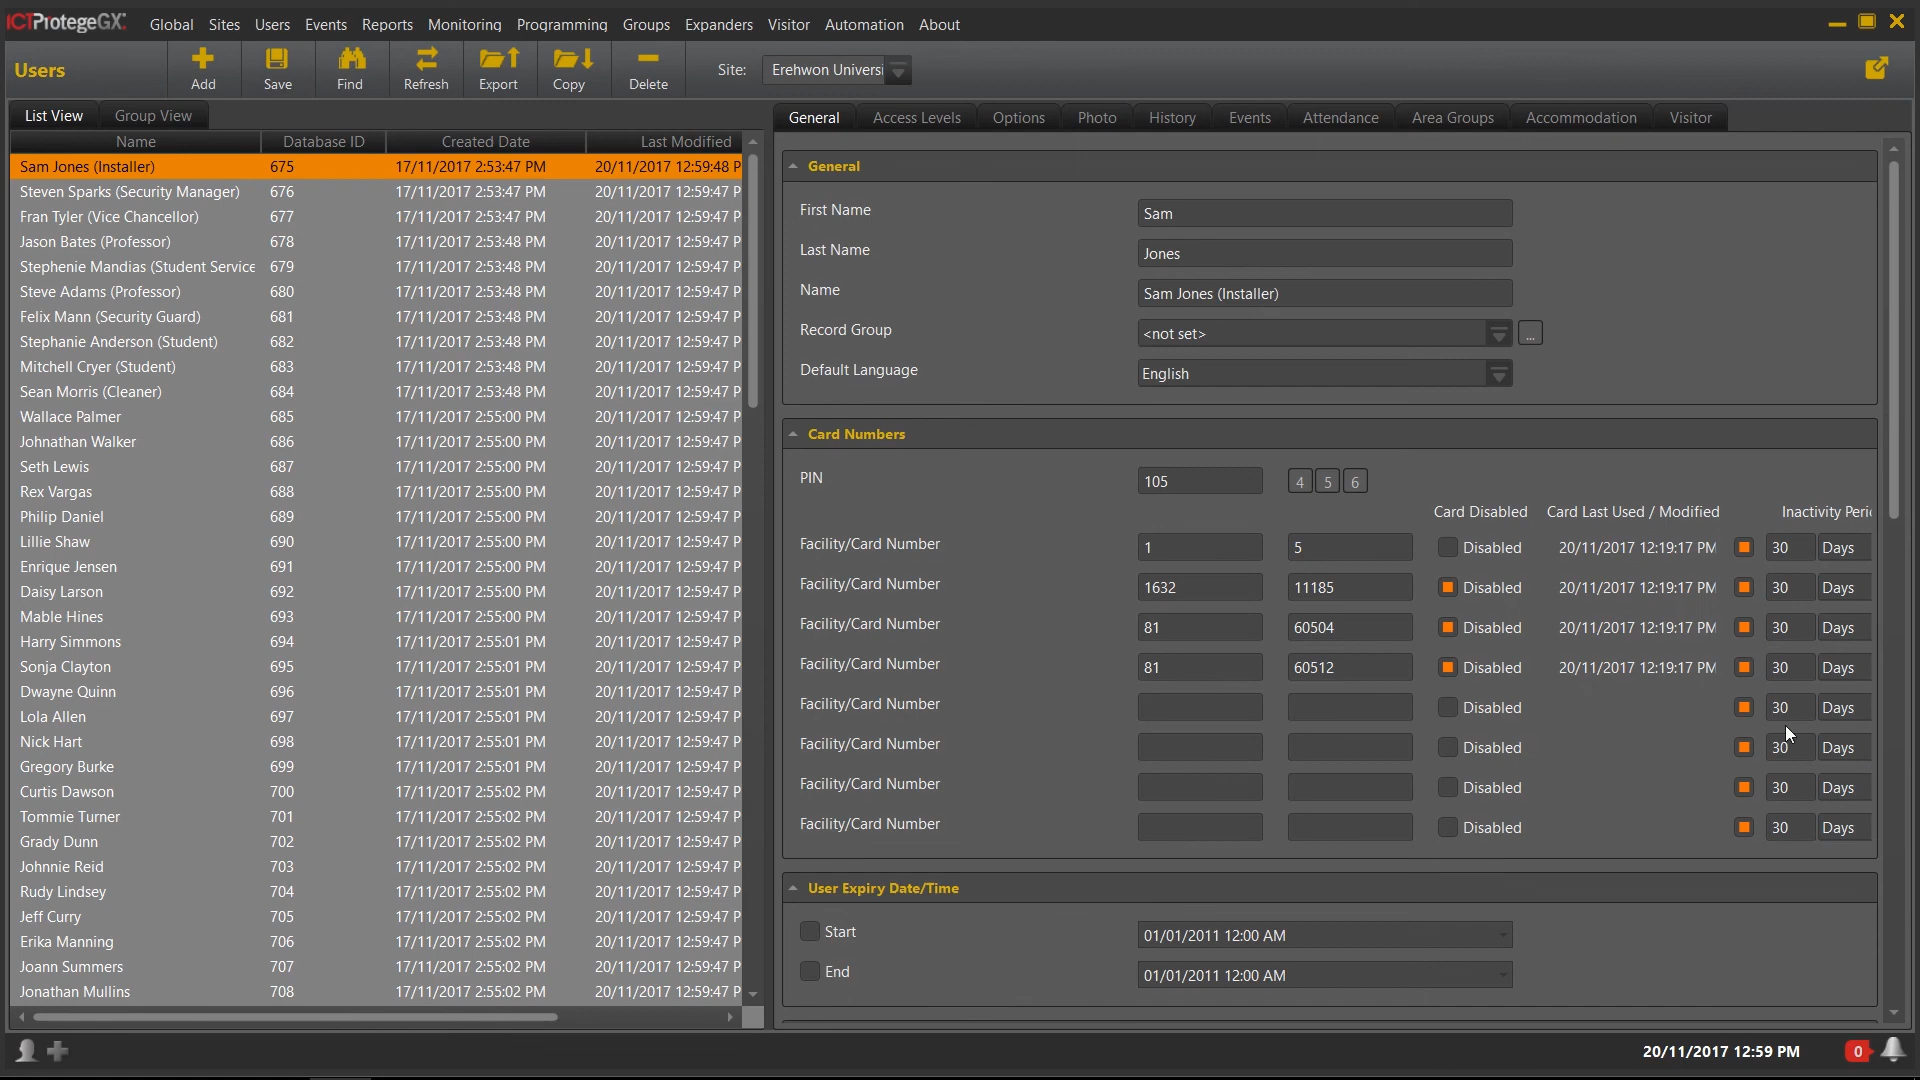 ICTProtegeGX.
Global Sites Users Events Reports Monitoring Programming Groups Expanders Visitor Automation About
Users
Add Save Find Refresh Export Copy Delete
Site: Erehwon Universi
List View Group View
Name Database ID Created Date Last Modified
Sam Jones (Installer) 675 17/11/2017 2:53:47 PM 20/11/2017 12:59:48 P
Steven Sparks (Security Manager) 676 17/11/2017 2:53:47 PM 20/11/2017 12:59:47 P
Fran Tyler (Vice Chancellor) 677 17/11/2017 2:53:47 PM 20/11/2017 12:59:47 P
Jason Bates (Professor) 678 17/11/2017 2:53:48 PM 20/11/2017 12:59:47 P
Stephenie Mandias (Student Service 679 17/11/2017 2:53:48 PM 20/11/2017 12:59:47 P
Steve Adams (Professor) 680 17/11/2017 2:53:48 PM 20/11/2017 12:59:47 P
Felix Mann (Security Guard) 681 17/11/2017 2:53:48 PM 20/11/2017 12:59:47 P
Stephanie Anderson (Student) 682 17/11/2017 2:53:48 PM 20/11/2017 12:59:47 P
Mitchell Cryer (Student) 683 17/11/2017 2:53:48 PM 20/11/2017 12:59:47 P
Sean Morris (Cleaner) 684 17/11/2017 2:53:48 PM 20/11/2017 12:59:47 P
Wallace Palmer 685 17/11/2017 2:55:00 PM 20/11/2017 12:59:47 P
Johnathan Walker 686 17/11/2017 2:55:00 PM 20/11/2017 12:59:47 P
Seth Lewis 687 17/11/2017 2:55:00 PM 20/11/2017 12:59:47 P
Rex Vargas 688 17/11/2017 2:55:00 PM 20/11/2017 12:59:47 P
Philip Daniel 689 17/11/2017 2:55:00 PM 20/11/2017 12:59:47 P
Lillie Shaw 690 17/11/2017 2:55:00 PM 20/11/2017 12:59:47 P
Enrique Jensen 691 17/11/2017 2:55:00 PM 20/11/2017 12:59:47 P
Daisy Larson 692 17/11/2017 2:55:00 PM 20/11/2017 12:59:47 P
Mable Hines 693 17/11/2017 2:55:00 PM 20/11/2017 12:59:47 P
Harry Simmons 694 17/11/2017 2:55:01 PM 20/11/2017 12:59:47 P
Sonja Clayton 695 17/11/2017 2:55:01 PM 20/11/2017 12:59:47 P
Dwayne Quinn 696 17/11/2017 2:55:01 PM 20/11/2017 12:59:47 P
Lola Allen 697 17/11/2017 2:55:01 PM 20/11/2017 12:59:47 P
Nick Hart 698 17/11/2017 2:55:01 PM 20/11/2017 12:59:47 P
Gregory Burke 699 17/11/2017 2:55:01 PM 20/11/2017 12:59:47 P
Curtis Dawson 700 17/11/2017 2:55:02 PM 20/11/2017 12:59:47 P
Tommie Turner 701 17/11/2017 2:55:02 PM 20/11/2017 12:59:47 P
Grady Dunn 702 17/11/2017 2:55:02 PM 20/11/2017 12:59:47 P
Johnnie Reid 703 17/11/2017 2:55:02 PM 20/11/2017 12:59:47 P
Rudy Lindsey 704 17/11/2017 2:55:02 PM 20/11/2017 12:59:47 P
Jeff Curry 705 17/11/2017 2:55:02 PM 20/11/2017 12:59:47 P
Erika Manning 706 17/11/2017 2:55:02 PM 20/11/2017 12:59:47 P
Joann Summers 707 17/11/2017 2:55:02 PM 20/11/2017 12:59:47 P
Jonathan Mullins 708 17/11/2017 2:55:02 PM 20/11/2017 12:59:47 P
General Access Levels Options Photo History Events Attendance Area Groups Accommodation Visitor
General
First Name Sam
Last Name Jones
Name Sam Jones (Installer)
Record Group <not set> ...
Default Language English
Card Numbers
PIN 105 4 5 6
Card Disabled Card Last Used / Modified Inactivity Peri
Facility/Card Number 1 5 Disabled 20/11/2017 12:19:17 PM 30 Days
Facility/Card Number 1632 11185 Disabled 20/11/2017 12:19:17 PM 30 Days
Facility/Card Number 81 60504 Disabled 20/11/2017 12:19:17 PM 30 Days
Facility/Card Number 81 60512 Disabled 20/11/2017 12:19:17 PM 30 Days
Facility/Card Number Disabled 30 Days
Facility/Card Number Disabled 30 Days
Facility/Card Number Disabled 30 Days
Facility/Card Number Disabled 30 Days
User Expiry Date/Time
Start 01/01/2011 12:00 AM
End 01/01/2011 12:00 AM
20/11/2017 12:59 PM 0